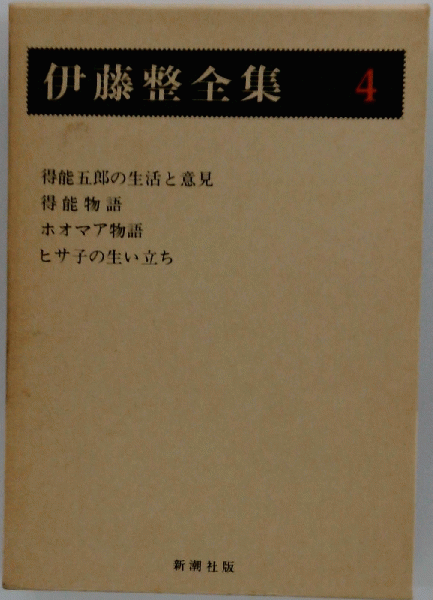 伊藤整全集 4
得能五郎の生活と意見
得能物語
ホオマア物語
ヒサ子の生い立ち
新潮社版